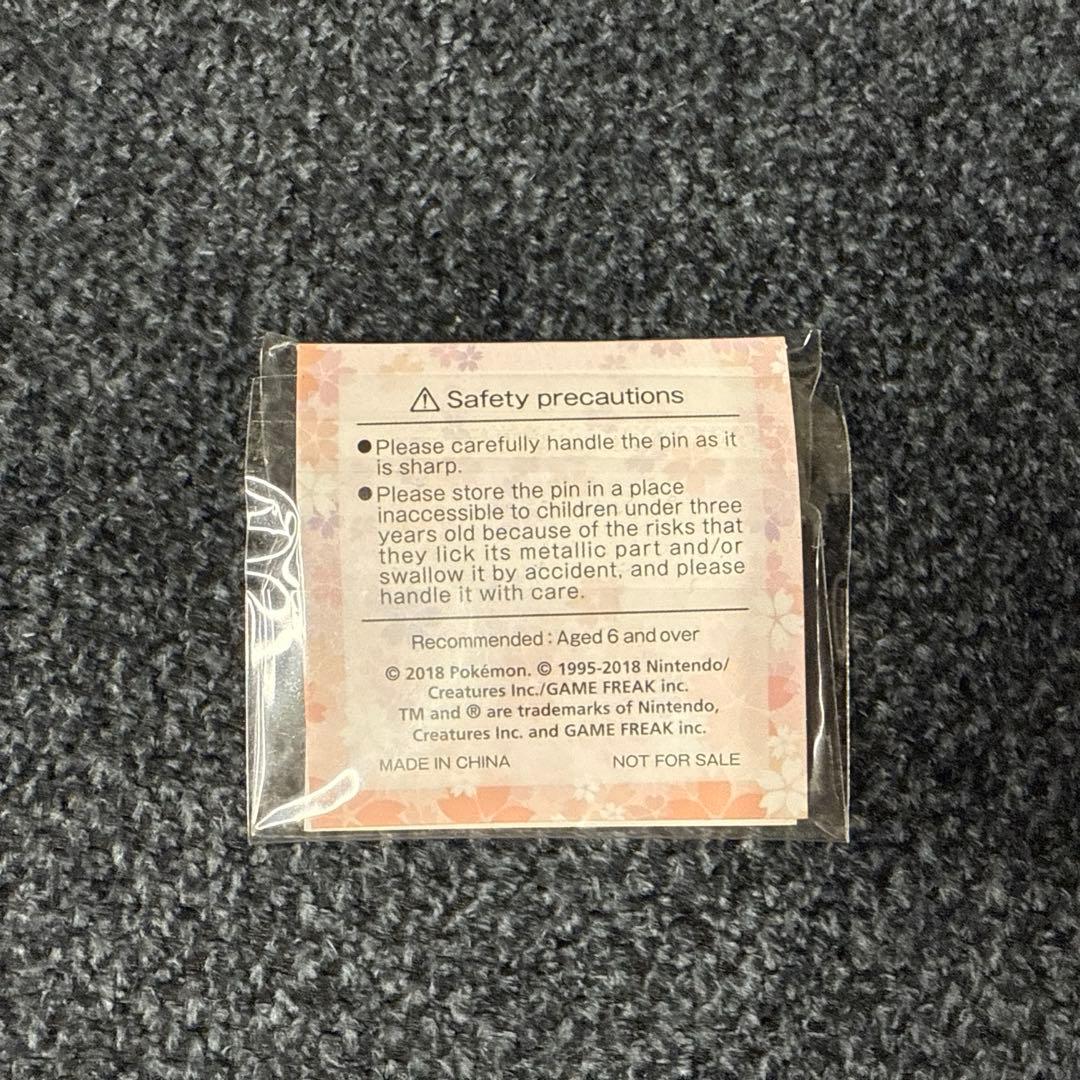 ⚠ Safety precautions
●Please carefully handle the pin as it
is sharp.
●Please store the pin in a place
inaccessible to children under three
years old because of the risks that
they lick its metallic part and/or
swallow it by accident, and please
handle it with care.
Recommended : Aged 6 and over
© 2018 Pokémon. © 1995-2018 Nintendo/
Creatures Inc./GAME FREAK inc.
TM and ® are trademarks of Nintendo,
Creatures Inc. and GAME FREAK inc.
MADE IN CHINA NOT FOR SALE